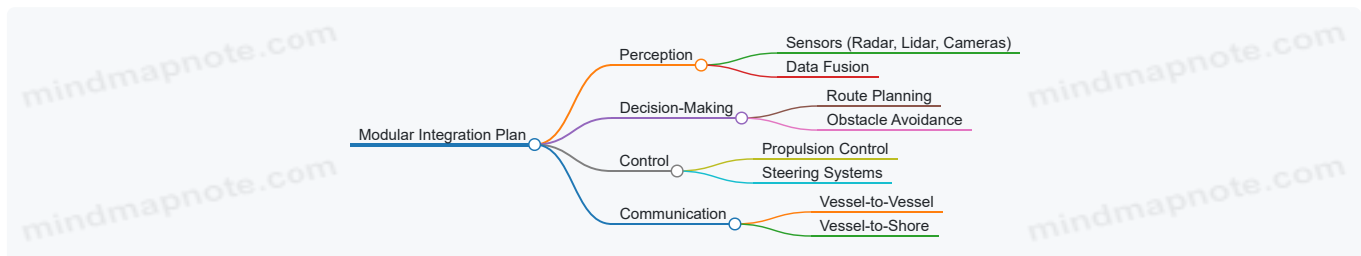 mindmapnote.com
mindmapnote.com
Modular Integration Plan
Perception
Sensors (Radar, Lidar, Cameras)
Data Fusion
Decision-Making
Route Planning
Obstacle Avoidance
Control
Propulsion Control
Steering Systems
Communication
Vessel-to-Vessel
Vessel-to-Shore
mindmapnote.com
mindmapnote.com